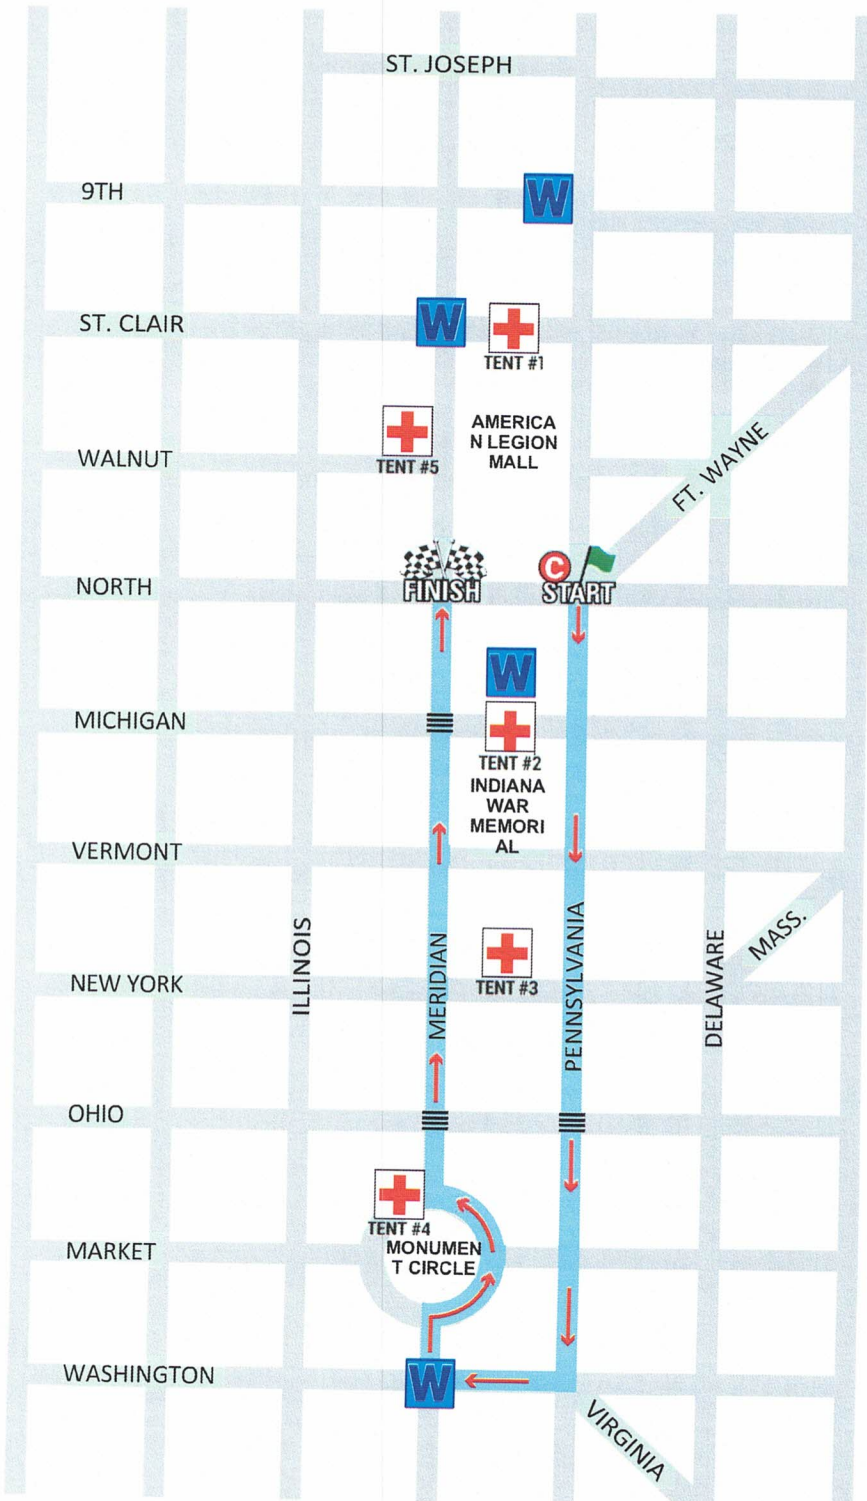 ST. JOSEPH
9TH
W
ST. CLAIR
W
TENT #1
AMERICA
N LEGION
MALL
TENT #5
WALNUT
FT. WAYNE
C
NORTH
FINISH
START
W
MICHIGAN
TENT #2
INDIANA
WAR
MEMORI
AL
VERMONT
ILLINOIS
MERIDIAN
PENNSYLVANIA
DELAWARE
MASS.
NEW YORK
TENT #3
OHIO
TENT #4
MARKET
MONUMEN
T CIRCLE
WASHINGTON
W
VIRGINIA